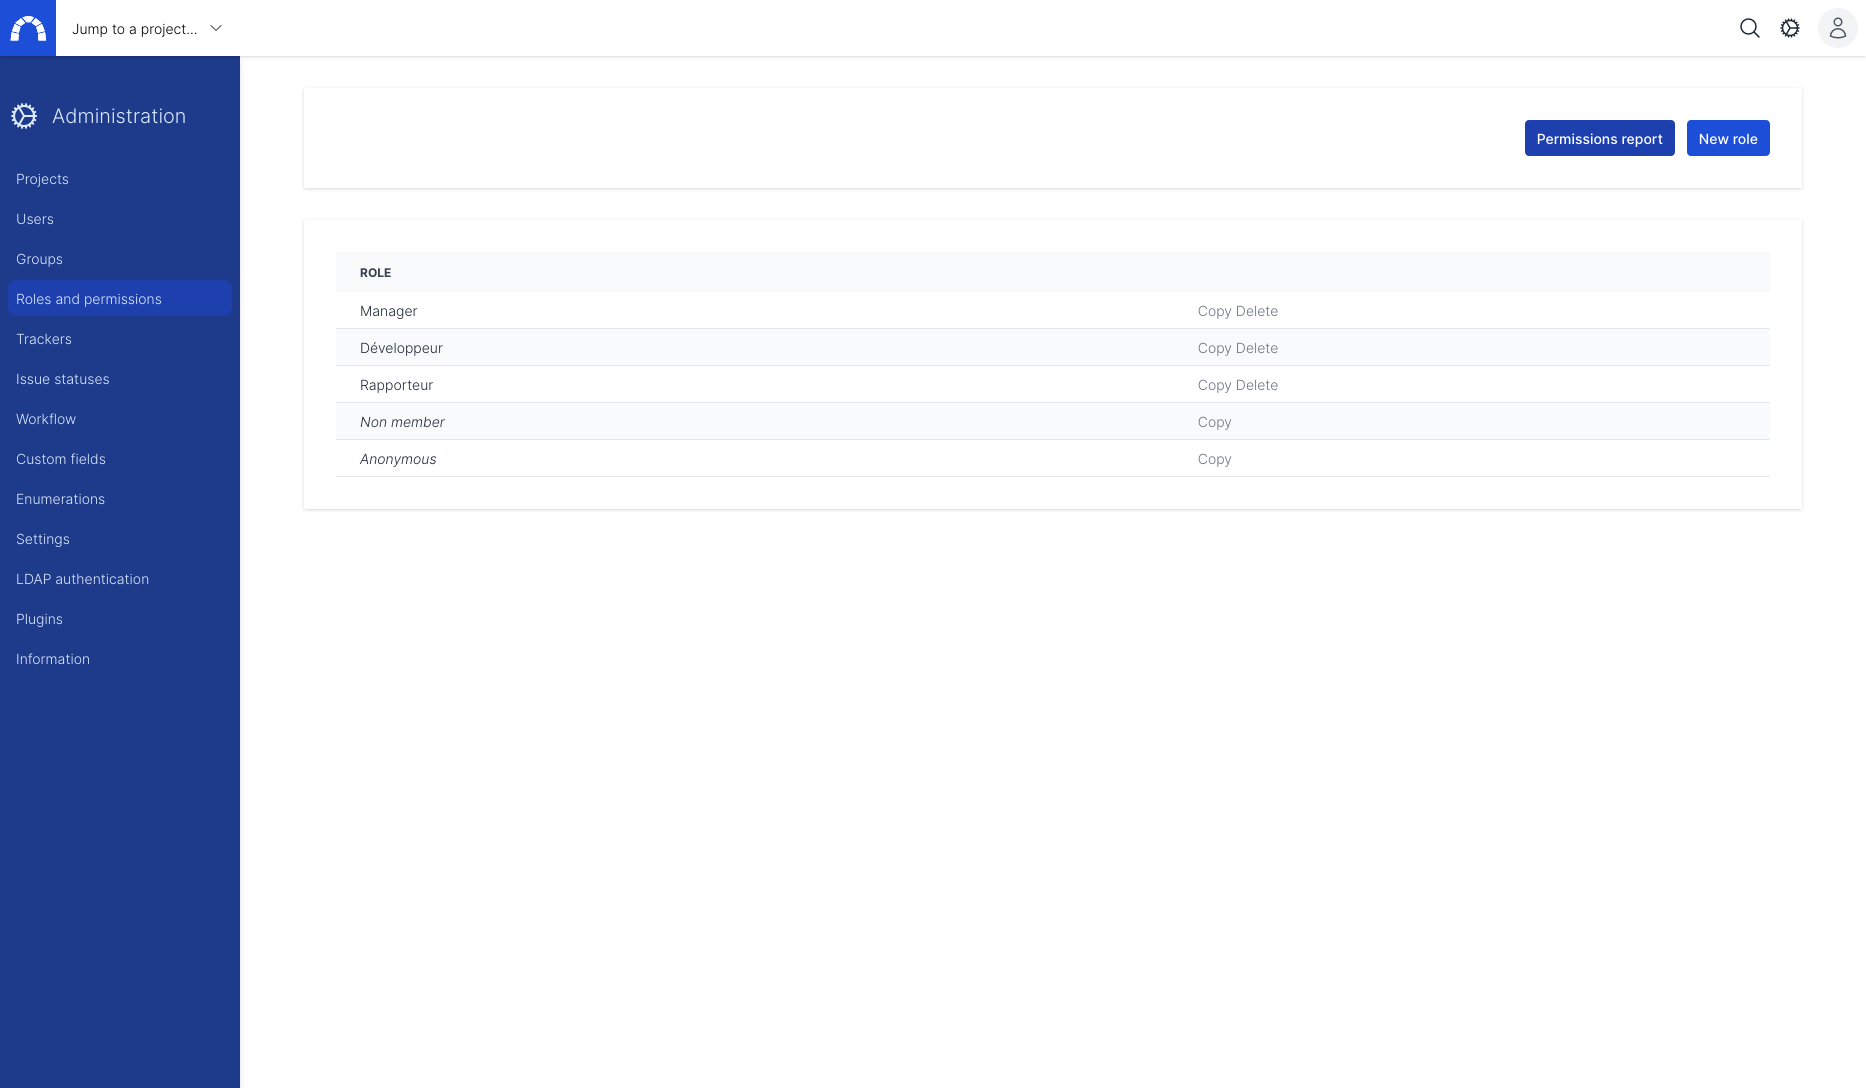 Jump to a project...
Administration
Projects
Users
Groups
Roles and permissions
Trackers
Issue statuses
Workflow
Custom fields
Enumerations
Settings
LDAP authentication
Plugins
Information
Permissions report New role
ROLE
Manager Copy Delete
Développeur Copy Delete
Rapporteur Copy Delete
Non member Copy
Anonymous Copy